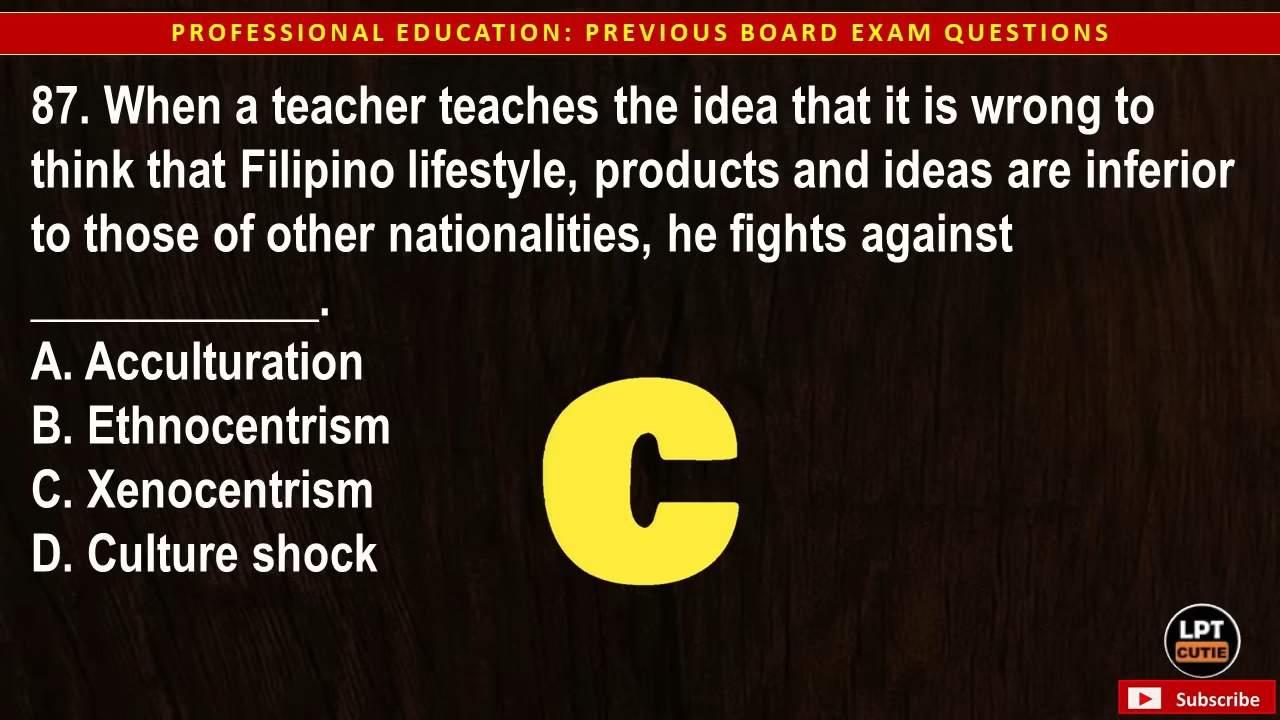 PROFESSIONAL EDUCATION: PREVIOUS BOARD EXAM QUESTIONS
87. When a teacher teaches the idea that it is wrong to
think that Filipino lifestyle, products and ideas are inferior
to those of other nationalities, he fights against
____________.
A. Acculturation
B. Ethnocentrism
C. Xenocentrism
D. Culture shock
C
LPT
CUTIE
Subscribe